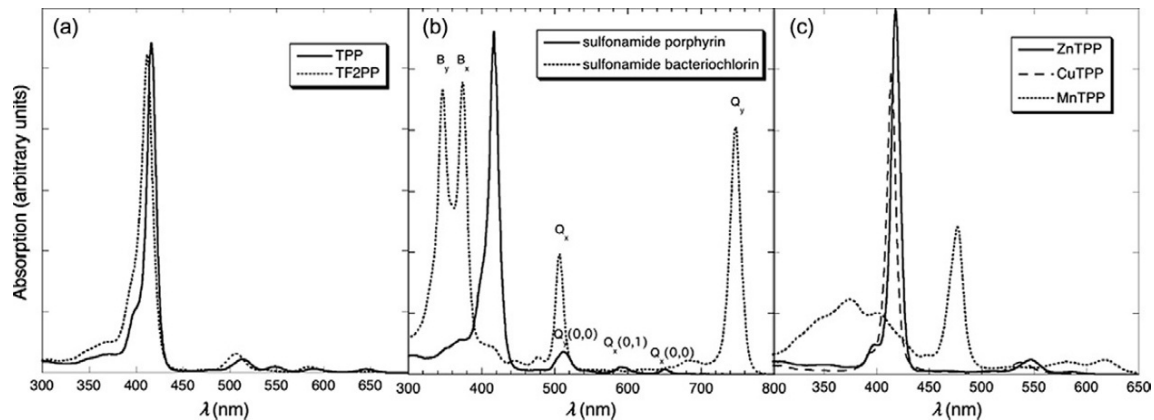 (a)
TPP
TF2PP
Absorption (arbitrary units)
300 350 400 450 500 550 600 650
λ (nm)
(b)
sulfonamide porphyrin
sulfonamide bacteriochlorin
By Bx
Qy
Qx
Q (0,0)
Qx(0,1)
Qx(0,0)
300 400 500 600 700 800
λ (nm)
(c)
ZnTPP
CuTPP
MnTPP
300 350 400 450 500 550 600 650
λ (nm)